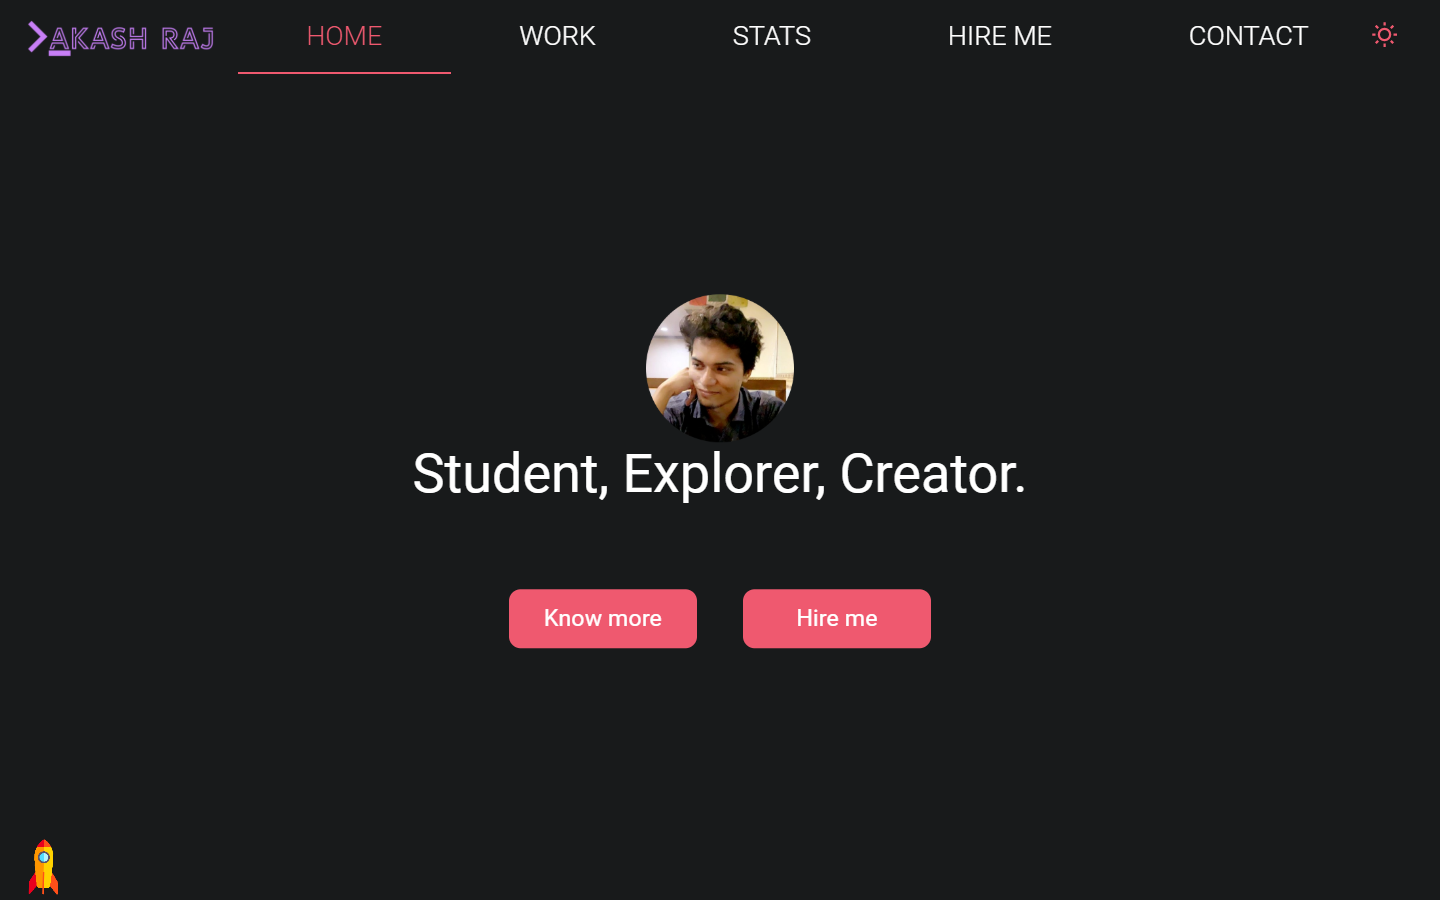 AKASH RAJ
HOME
WORK
STATS
HIRE ME
CONTACT
Student, Explorer, Creator.
Know more
Hire me